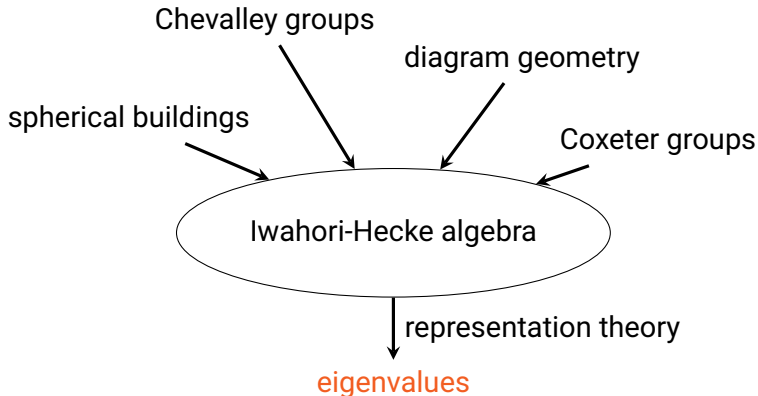 Chevalley groups
diagram geometry
spherical buildings
Coxeter groups
Iwahori-Hecke algebra
representation theory
eigenvalues